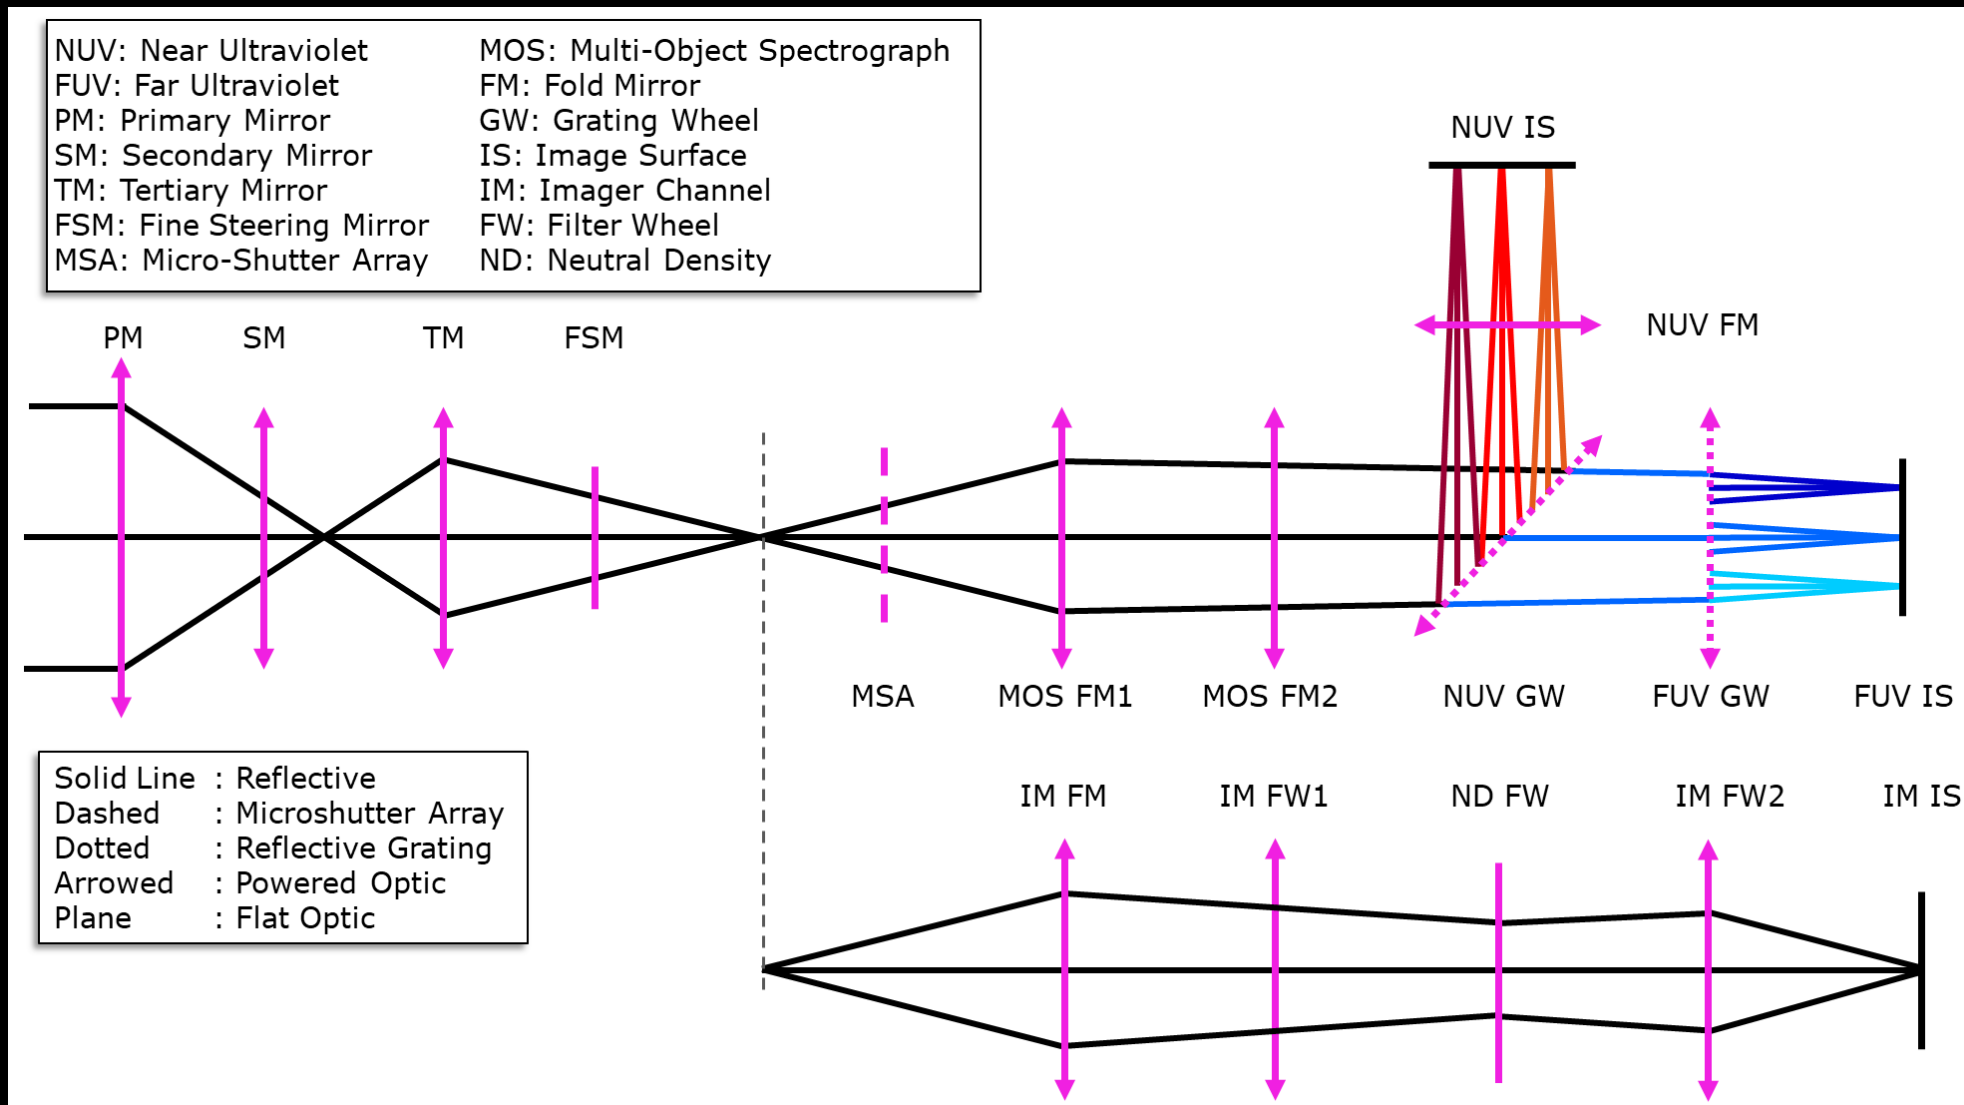 NUV: Near Ultraviolet
FUV: Far Ultraviolet
PM: Primary Mirror
SM: Secondary Mirror
TM: Tertiary Mirror
FSM: Fine Steering Mirror
MSA: Micro-Shutter Array
MOS: Multi-Object Spectrograph
FM: Fold Mirror
GW: Grating Wheel
IS: Image Surface
IM: Imager Channel
FW: Filter Wheel
ND: Neutral Density
NUV IS
PM
SM
TM
FSM
NUV FM
MSA
MOS FM1
MOS FM2
NUV GW
FUV GW
FUV IS
Solid Line : Reflective
Dashed : Microshutter Array
Dotted : Reflective Grating
Arrowed : Powered Optic
Plane : Flat Optic
IM FM
IM FW1
ND FW
IM FW2
IM IS